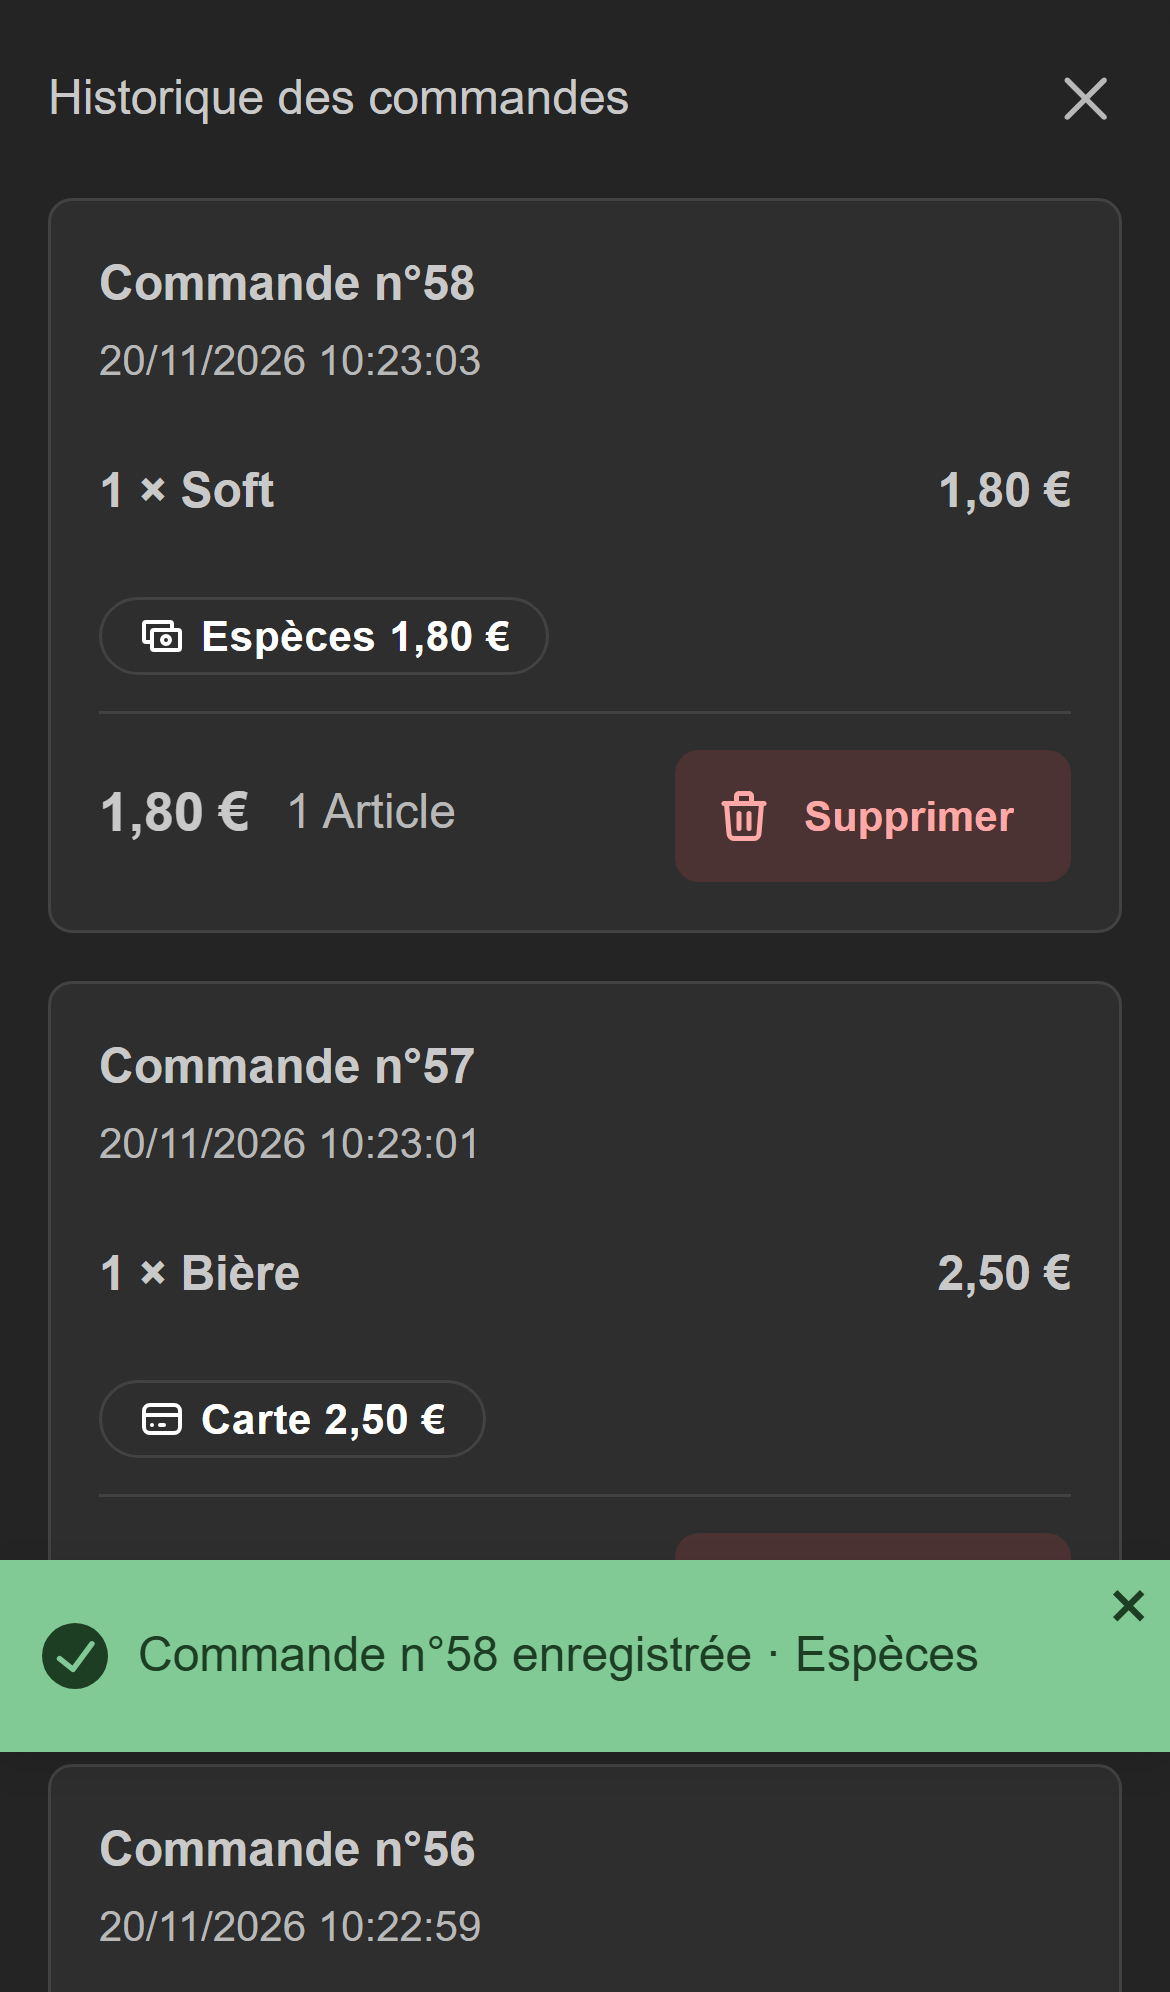 Historique des commandes
Commande n°58
20/11/2026 10:23:03
1 × Soft 1,80 €
Espèces 1,80 €
1,80 € 1 Article Supprimer
Commande n°57
20/11/2026 10:23:01
1 × Bière 2,50 €
Carte 2,50 €
Commande n°58 enregistrée · Espèces
Commande n°56
20/11/2026 10:22:59